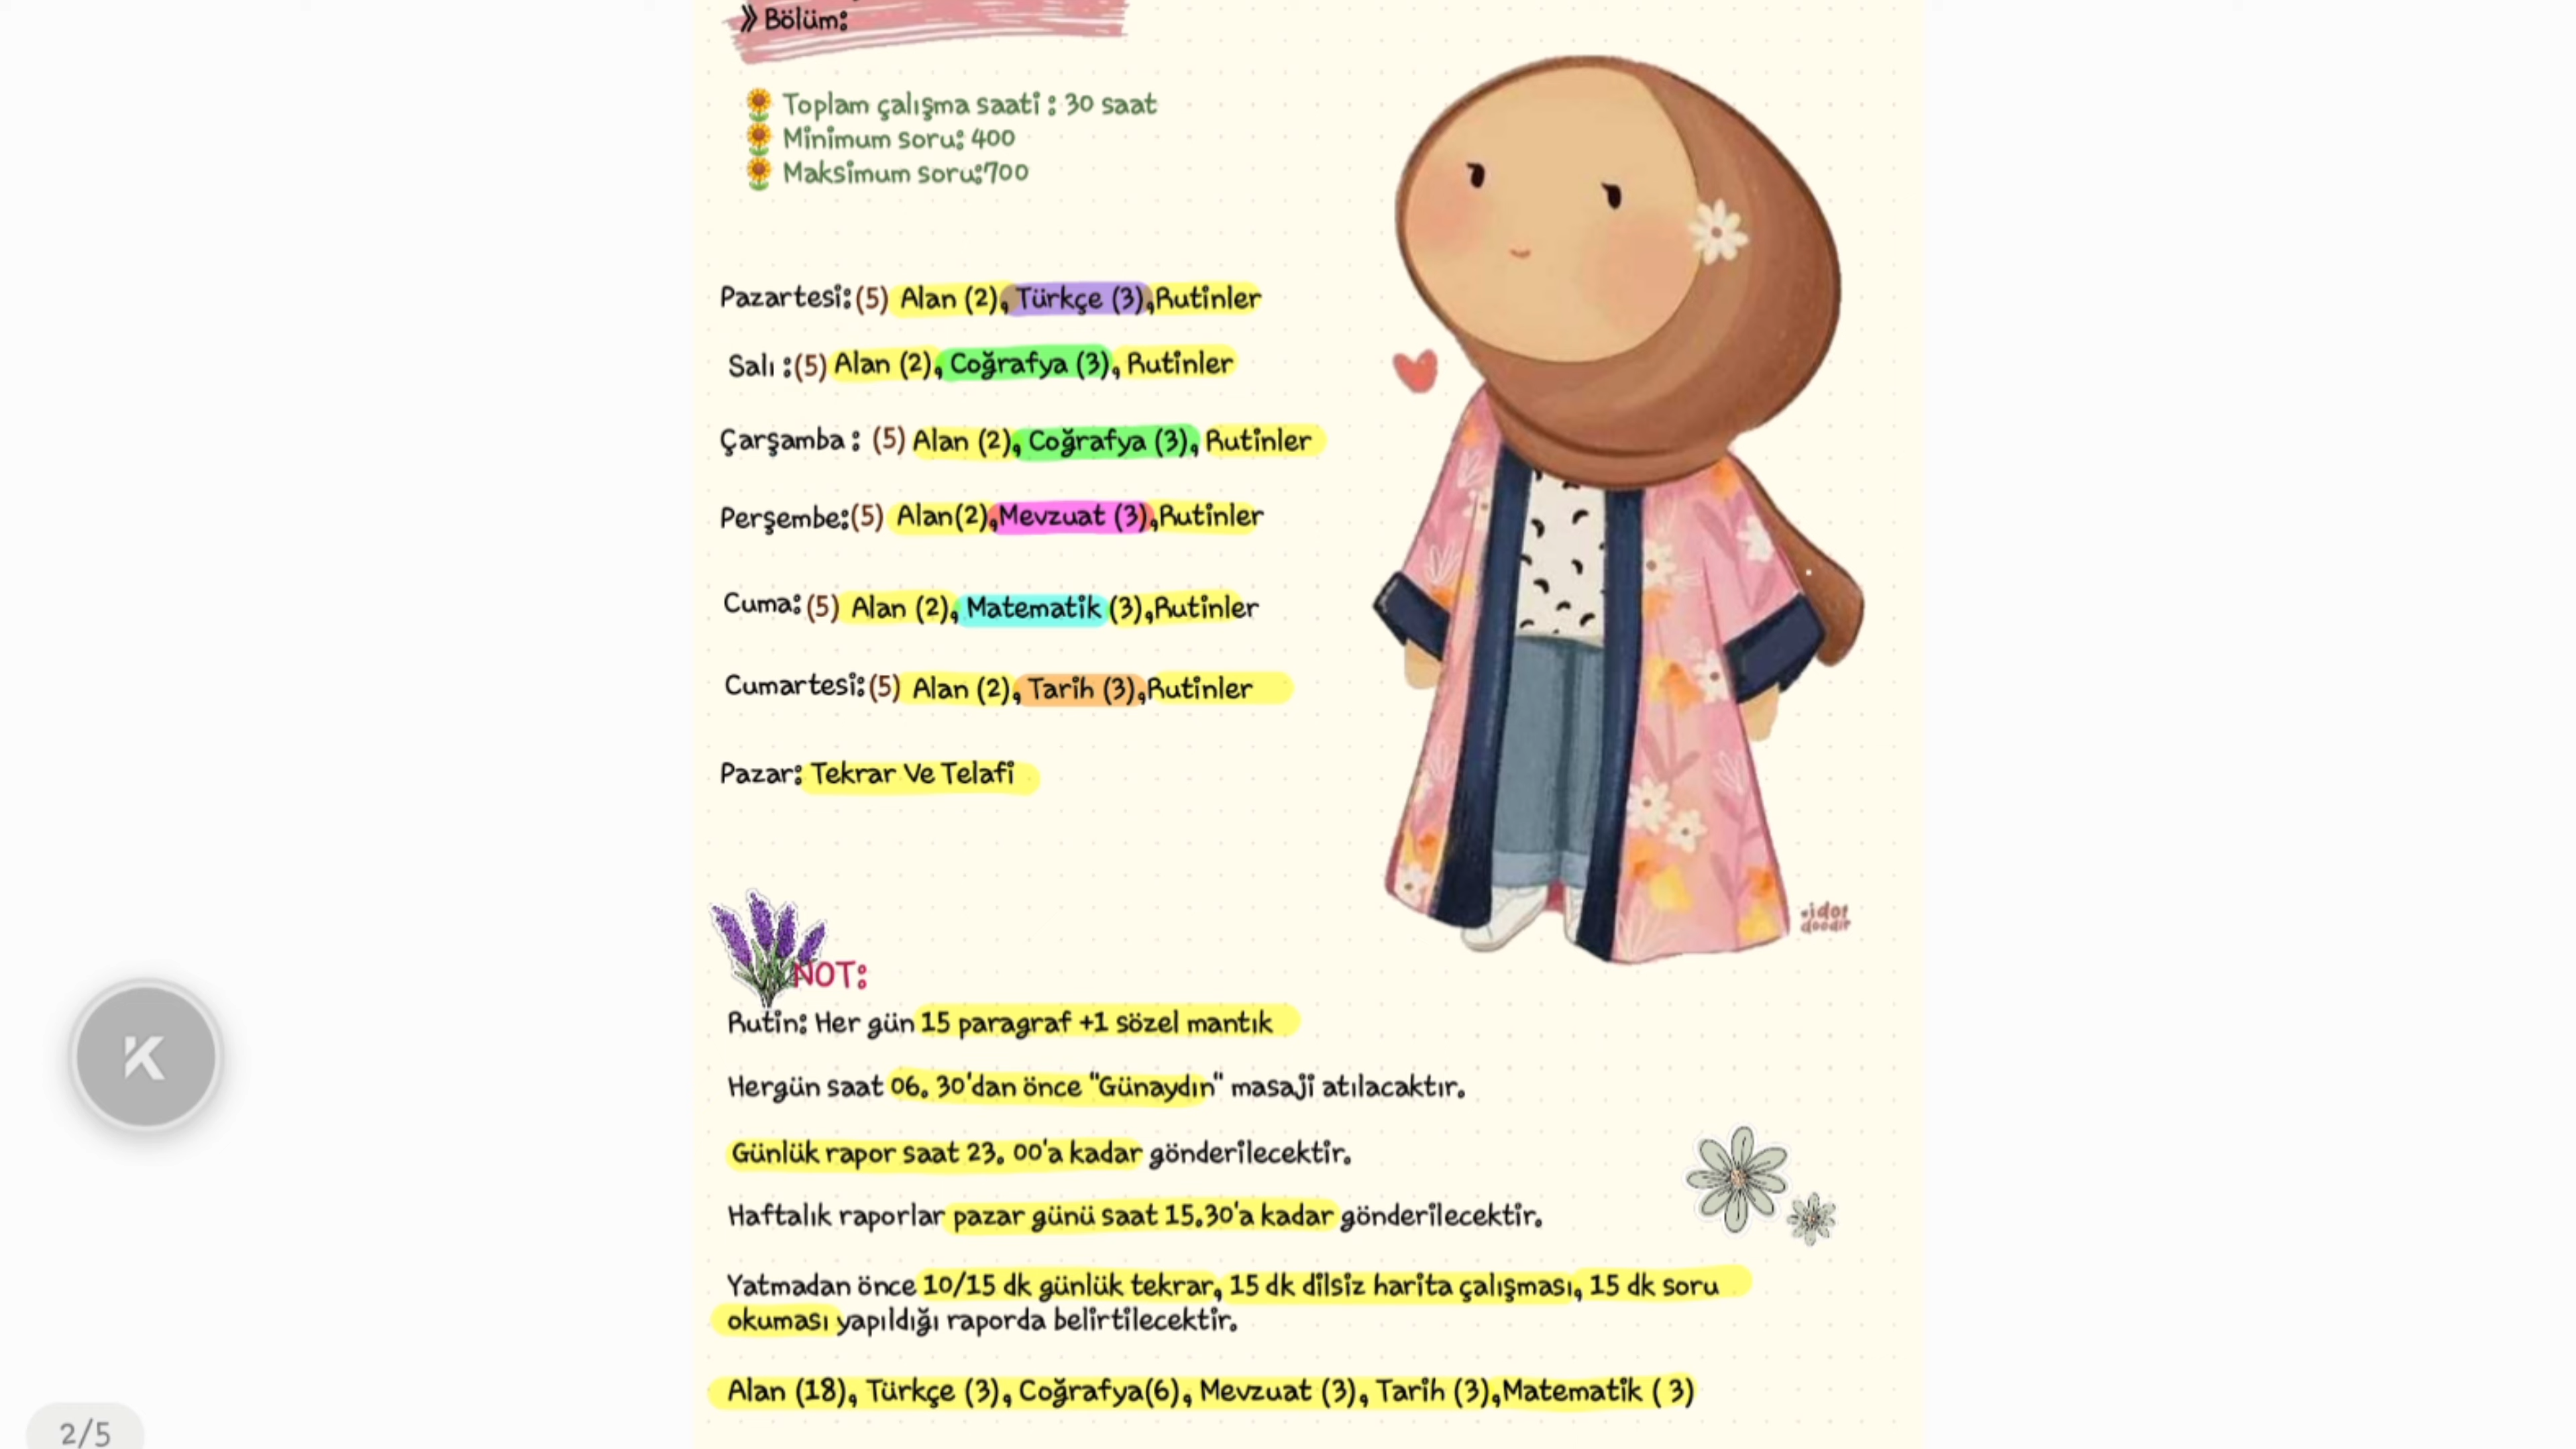 》Bölüm:
Toplam çalışma saati : 30 saat
Minimum soru: 400
Maksimum soru:700
Pazartesi:(5) Alan (2), Türkçe (3),Rutinler
Salı :(5) Alan (2), Coğrafya (3), Rutinler
Çarşamba : (5) Alan (2), Coğrafya (3), Rutinler
Perşembe:(5) Alan(2),Mevzuat (3),Rutinler
Cuma: (5) Alan (2), Matematik (3),Rutinler
Cumartesi:(5) Alan (2), Tarih (3),Rutinler
Pazar: Tekrar Ve Telafi
idot
doodir
NOT:
Rutin: Her gün 15 paragraf +1 sözel mantık
Hergün saat 06. 30'dan önce "Günaydın" masaji atılacaktır.
Günlük rapor saat 23. 00'a kadar gönderilecektir.
Haftalık raporlar pazar günü saat 15.30'a kadar gönderilecektir.
Yatmadan önce 10/15 dk günlük tekrar, 15 dk dilsiz harita çalışması, 15 dk soru
okuması yapıldığı raporda belirtilecektir.
Alan (18), Türkçe (3), Coğrafya(6), Mevzuat (3), Tarih (3),Matematik ( 3)
K
2/5